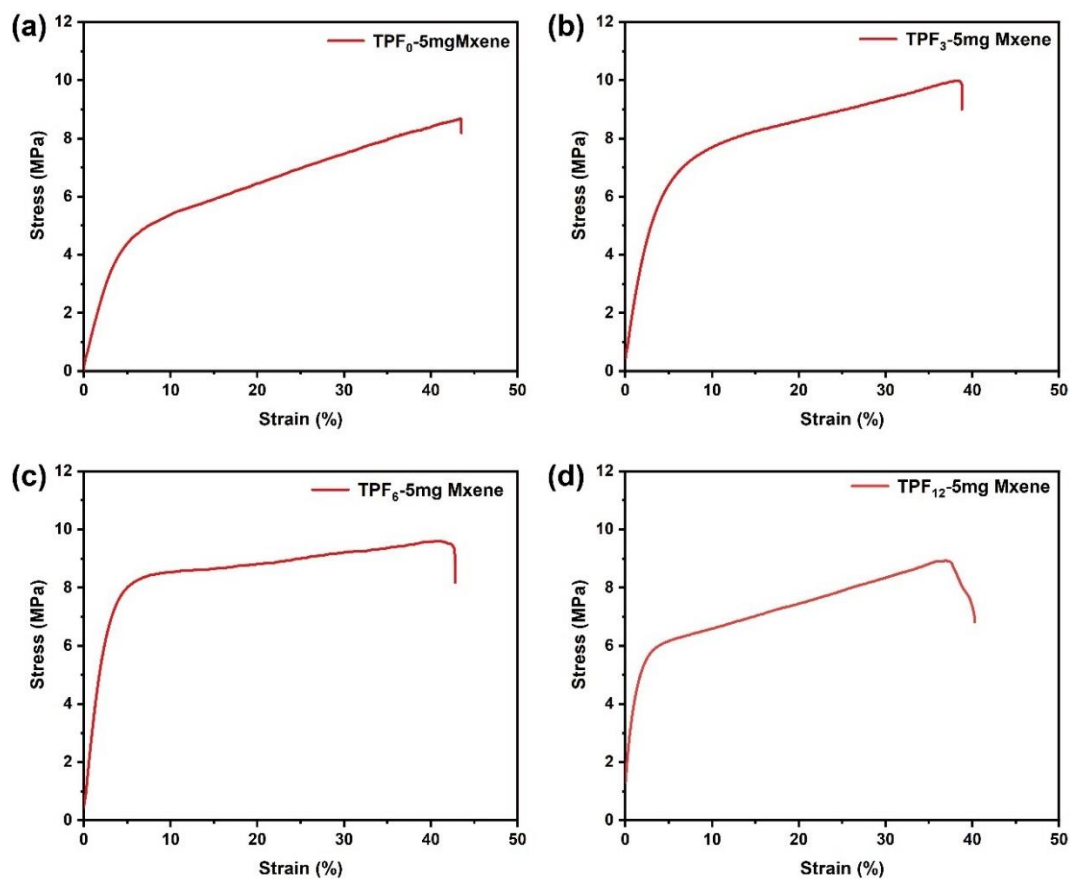 (a)
TPF₀-5mgMxene
12
10
8
6
4
2
0
Stress (MPa)
0 10 20 30 40 50
Strain (%)
(b)
TPF₃-5mg Mxene
12
10
8
6
4
2
0
Stress (MPa)
0 10 20 30 40 50
Strain (%)
(c)
TPF₆-5mg Mxene
12
10
8
6
4
2
0
Stress (MPa)
0 10 20 30 40 50
Strain (%)
(d)
TPF₁₂-5mg Mxene
12
10
8
6
4
2
0
Stress (MPa)
0 10 20 30 40 50
Strain (%)